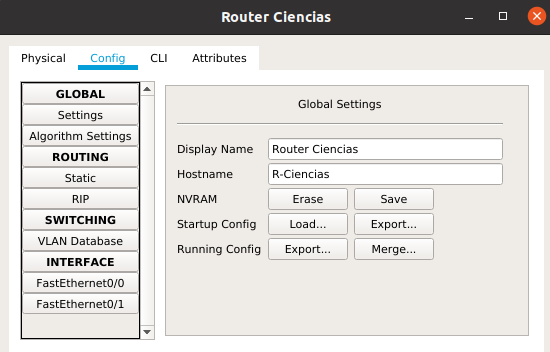 Router Ciencias
Physical Config CLI Attributes
GLOBAL
Settings
Algorithm Settings
ROUTING
Static
RIP
SWITCHING
VLAN Database
INTERFACE
FastEthernet0/0
FastEthernet0/1
Global Settings
Display Name Router Ciencias
Hostname R-Ciencias
NVRAM Erase Save
Startup Config Load... Export...
Running Config Export... Merge...